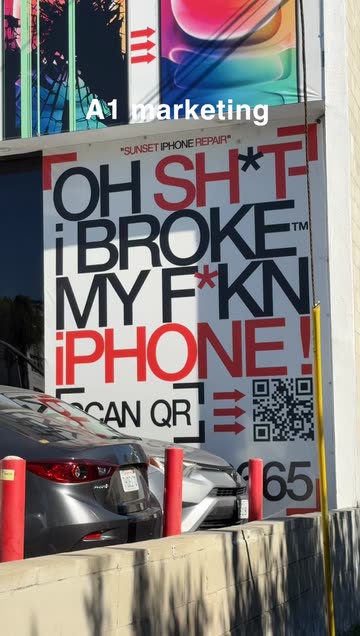 A1 marketing
"SUNSET IPHONE REPAIR"
OH SH*T-
i BROKE™
MY F*KN
iPHONE!
SCAN QR
365